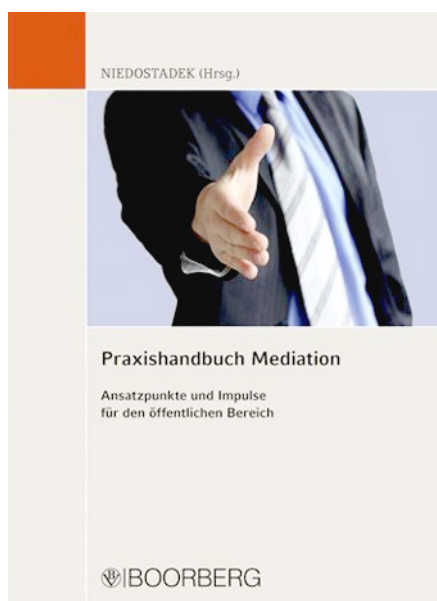 NIEDOSTADEK (Hrsg.)
Praxishandbuch Mediation
Ansatzpunkte und Impulse
für den öffentlichen Bereich
BOORBERG